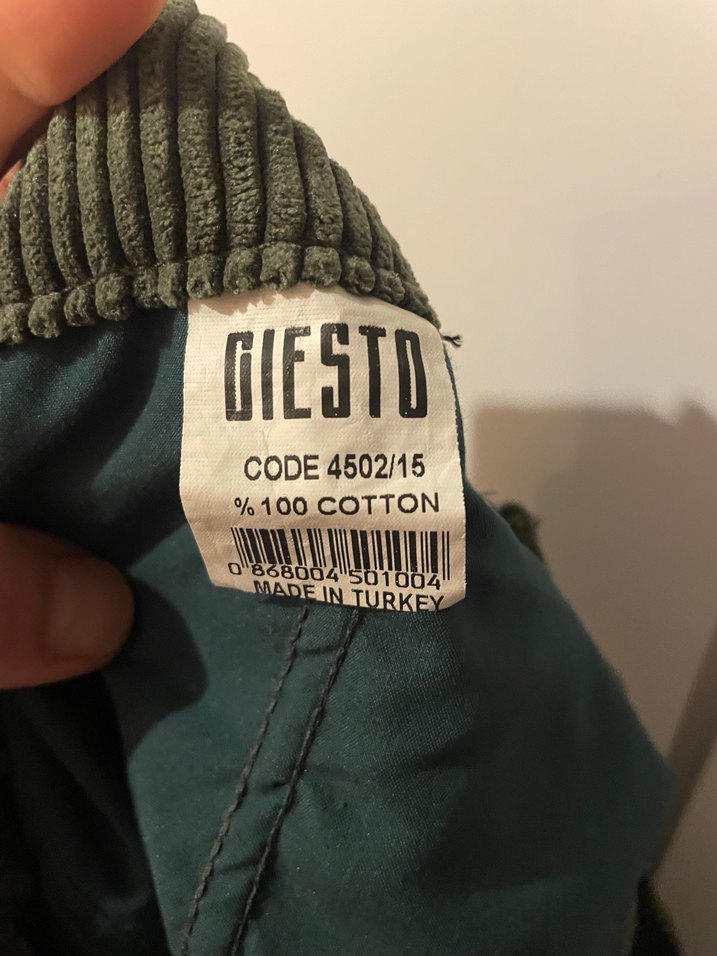 GIESTO
CODE 4502/15
% 100 COTTON
0 868004 501004
MADE IN TURKEY